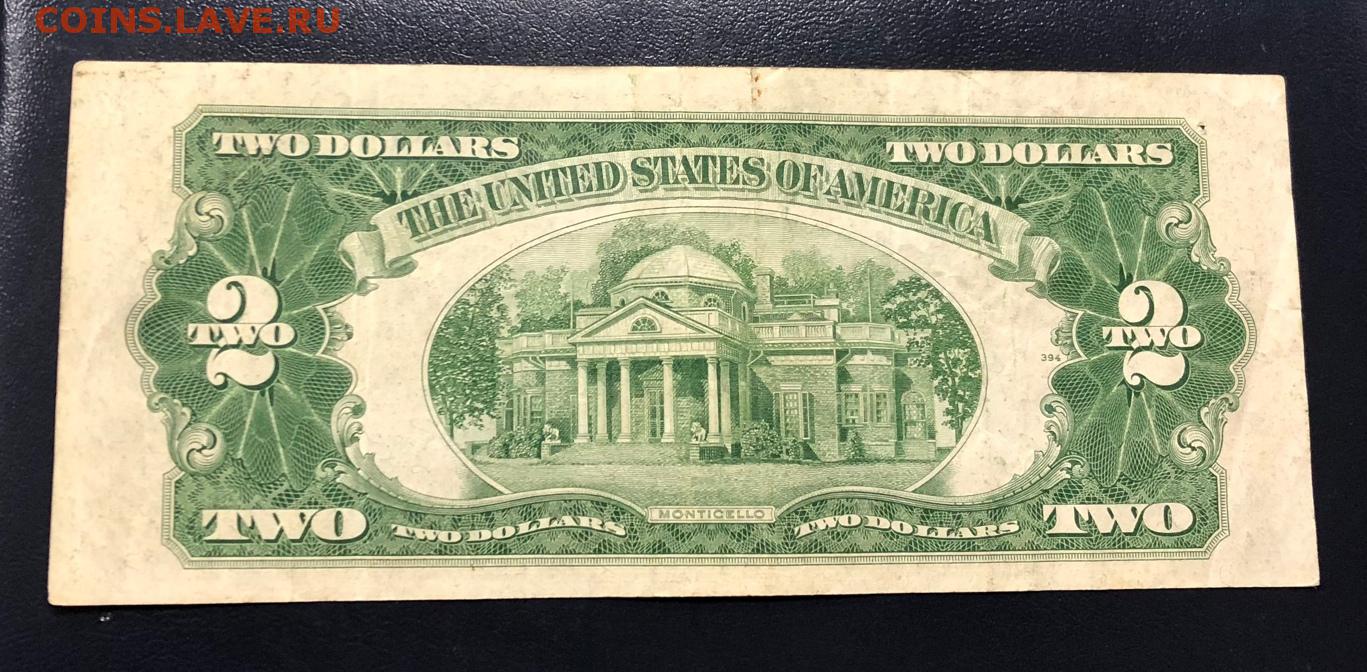 COINS.LAVE.RU
TWO DOLLARS
TWO DOLLARS
THE UNITED STATES OF AMERICA
2
TWO
2
TWO
394
MONTICELLO
TWO
TWO DOLLARS
TWO DOLLARS
TWO